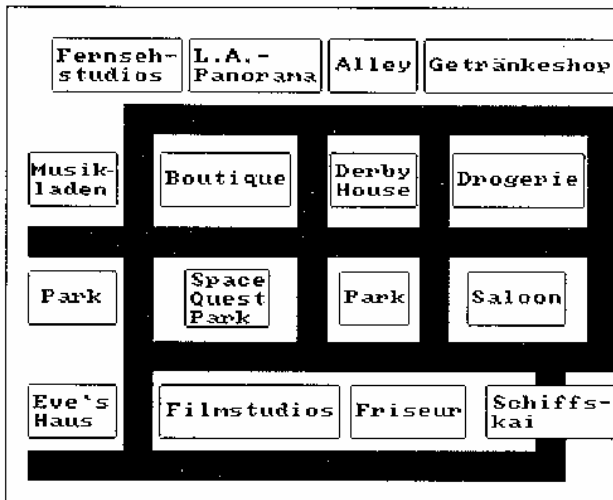 Fernseh-
studios
L.A.-
Panorama
Alley
Getränkeshop
Musik-
laden
Boutique
Derby
House
Drogerie
Park
Space
Quest
Park
Park
Saloon
Eve's
Haus
Filmstudios
Friseur
Schiffs-
kai